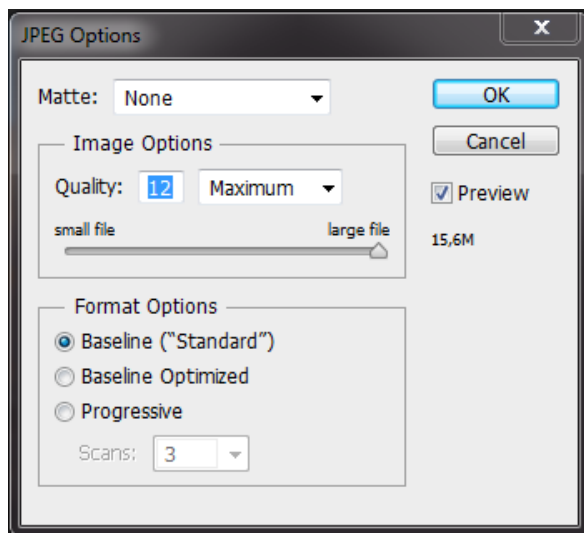 JPEG Options
x
Matte: None
OK
Cancel
Preview
15,6M
Image Options
Quality: 12 Maximum
small file large file
Format Options
Baseline (“Standard”)
Baseline Optimized
Progressive
Scans: 3